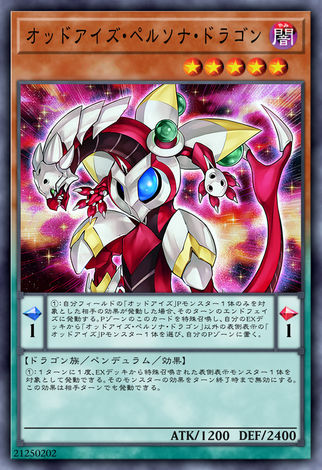 オッドアイズ・ペルソナ・ドラゴン
闇
①:自分フィールドの「オッドアイズ」Pモンスター1体のみを対
象とした相手の効果が発動した場合、そのターンのエンドフェイ
ズに発動する。Pゾーンのこのカードを特殊召喚し、自分のEXデ
ッキから「オッドアイズ・ペルソナ・ドラゴン」以外の表側表示の「
オッドアイズ」Pモンスター1体を選び、自分のPゾーンに置く。
1
1
【ドラゴン族/ペンデュラム/効果】
①:1ターンに1度、EXデッキから特殊召喚された表側表示モンスター1体を
対象として発動できる。そのモンスターの効果をターン終了時まで無効にする。
この効果は相手ターンでも発動できる。
ATK/1200 DEF/2400
21250202